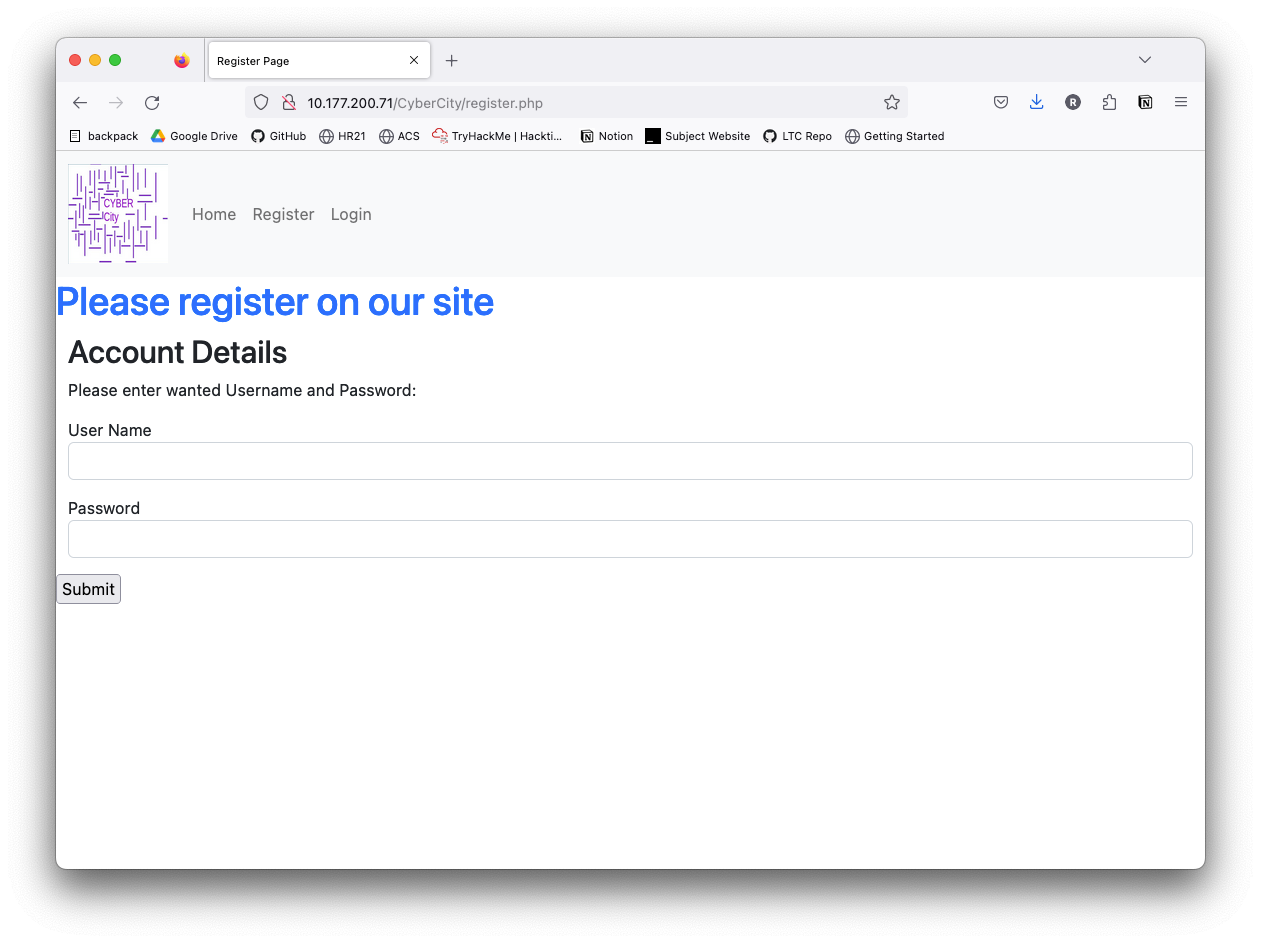 Register Page
10.177.200.71/CyberCity/register.php
R
backpack Google Drive GitHub HR21 ACS TryHackMe | Hackti... Notion Subject Website LTC Repo Getting Started
CYBER
City
Home Register Login
Please register on our site
Account Details
Please enter wanted Username and Password:
User Name
Password
Submit